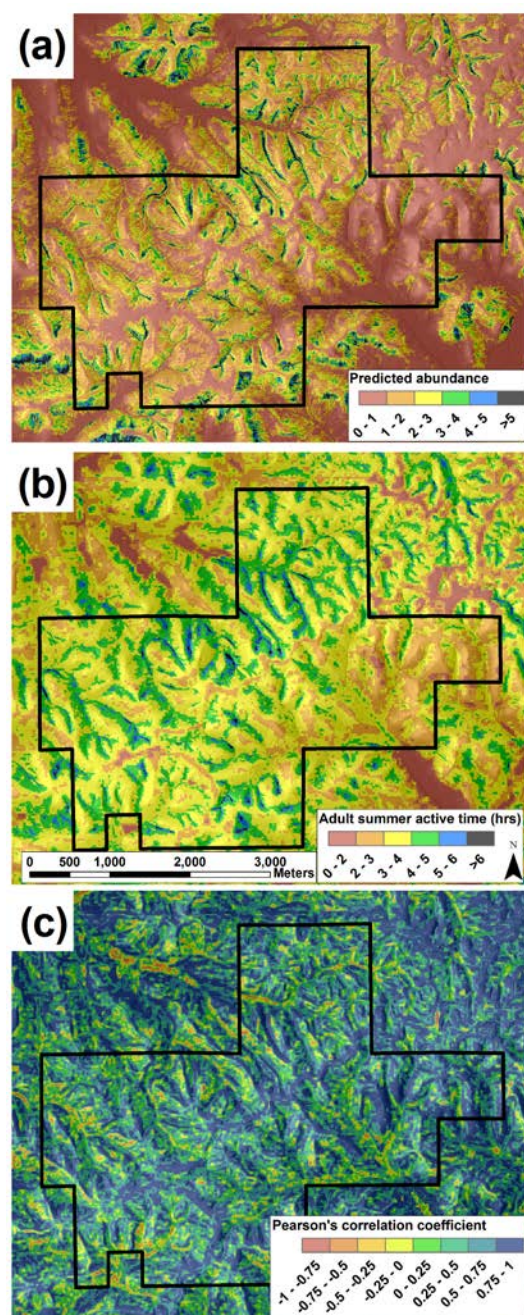 (a)
Predicted abundance
0 - 1
1 - 2
2 - 3
3 - 4
4 - 5
>5
(b)
Adult summer active time (hrs)
0 - 2
2 - 3
3 - 4
4 - 5
5 - 6
>6
0 500 1,000 2,000 3,000
Meters
N
(c)
Pearson's correlation coefficient
-1 - -0.75
-0.75 - -0.5
-0.5 - -0.25
-0.25 - 0
0 - 0.25
0.25 - 0.5
0.5 - 0.75
0.75 - 1